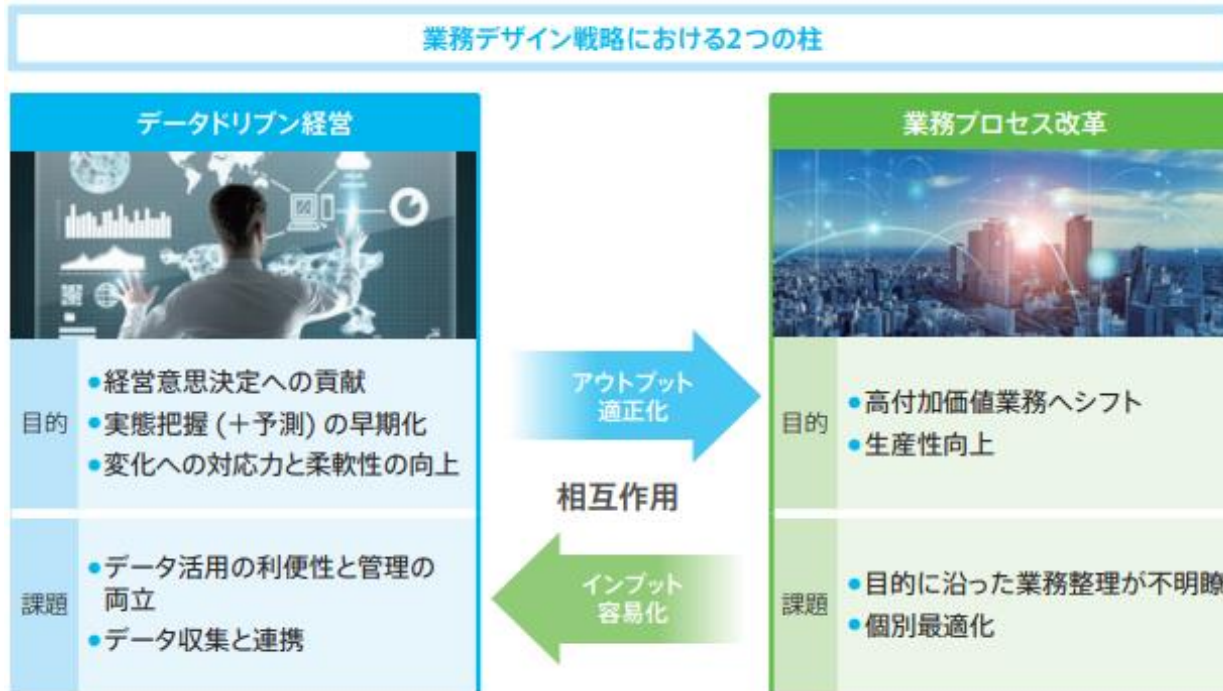 業務デザイン戦略における2つの柱
データドリブン経営
目的
●経営意思決定への貢献
●実態把握(+予測)の早期化
●変化への対応力と柔軟性の向上
課題
●データ活用の利便性と管理の
両立
●データ収集と連携
アウトプット
適正化
相互作用
インプット
容易化
業務プロセス改革
目的
●高付加価値業務へシフト
●生産性向上
課題
●目的に沿った業務整理が不明瞭
●個別最適化